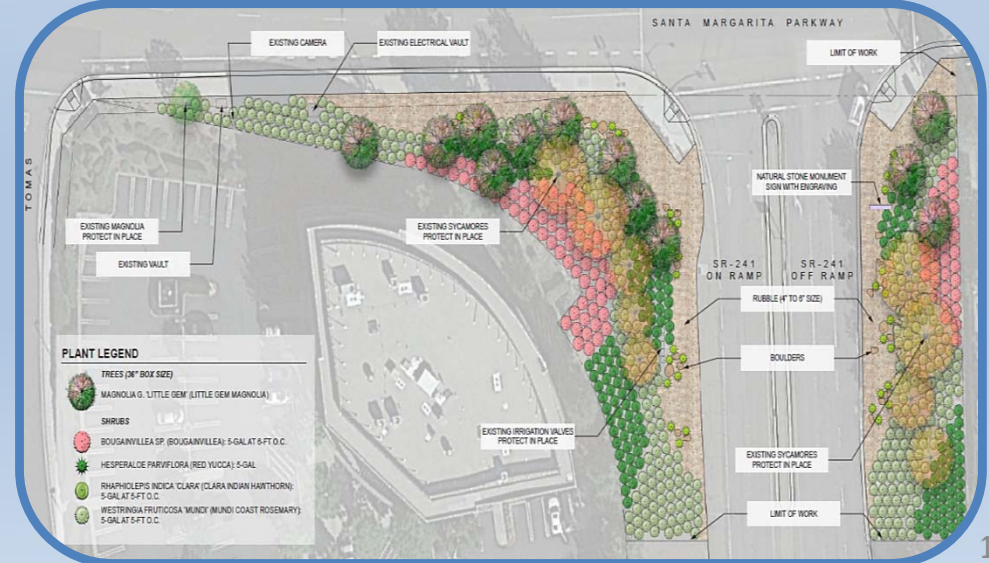 SANTA MARGARITA PARKWAY
EXISTING CAMERA
EXISTING ELECTRICAL VAULT
LIMIT OF WORK
TOMAS
NATURAL STONE MONUMENT
SIGN WITH ENGRAVING
EXISTING MAGNOLIA
PROTECT IN PLACE
EXISTING SYCAMORES
PROTECT IN PLACE
EXISTING VAULT
SR-241
ON RAMP
SR-241
OFF RAMP
RUBBLE (4" TO 6" SIZE)
BOULDERS
PLANT LEGEND
TREES (36" BOX SIZE)
MAGNOLIA G. 'LITTLE GEM' (LITTLE GEM MAGNOLIA)
SHRUBS
BOUGAINVILLEA SP. (BOUGAINVILLEA): 5-GAL AT 6-FT O.C.
HESPERALOE PARVIFLORA (RED YUCCA): 5-GAL
RHAPHIOLEPIS INDICA 'CLARA' (CLARA INDIAN HAWTHORN):
5-GAL AT 5-FT O.C.
WESTRINGIA FRUTICOSA 'MUNDI' (MUNDI COAST ROSEMARY):
5-GAL AT 5-FT O.C.
EXISTING IRRIGATION VALVES
PROTECT IN PLACE
EXISTING SYCAMORES
PROTECT IN PLACE
LIMIT OF WORK